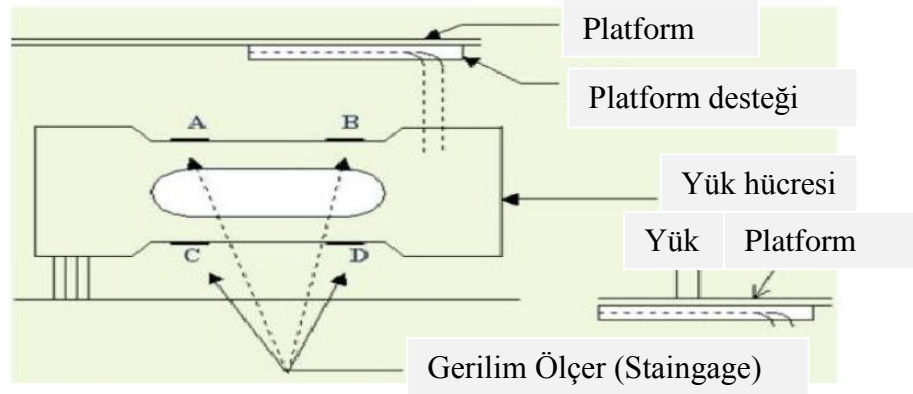 Platform
Platform desteği
A B
Yük hücresi
Yük Platform
C D
Gerilim Ölçer (Staingage)